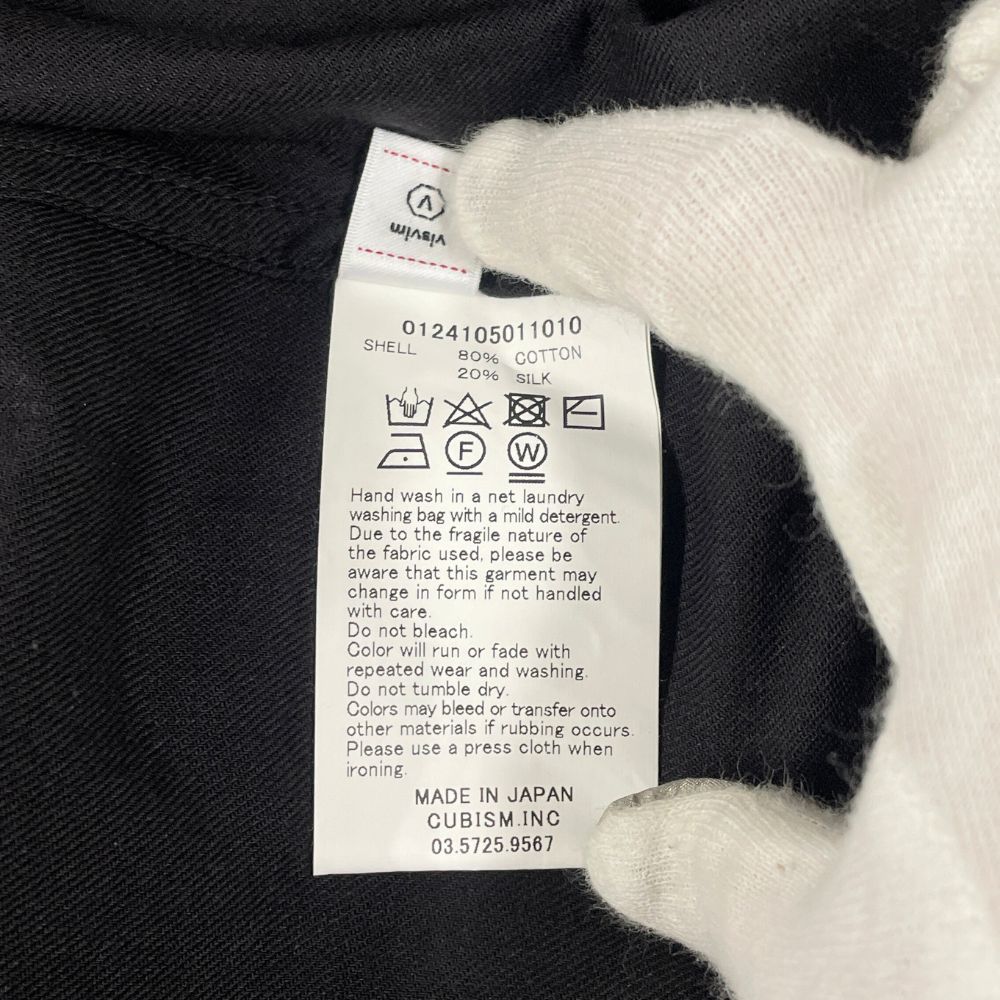 V
visvim
0124105011010
SHELL 80% COTTON
20% SILK
F W
Hand wash in a net laundry
washing bag with a mild detergent.
Due to the fragile nature of
the fabric used, please be
aware that this garment may
change in form if not handled
with care.
Do not bleach.
Color will run or fade with
repeated wear and washing.
Do not tumble dry.
Colors may bleed or transfer onto
other materials if rubbing occurs.
Please use a press cloth when
ironing.
MADE IN JAPAN
CUBISM.INC
03.5725.9567